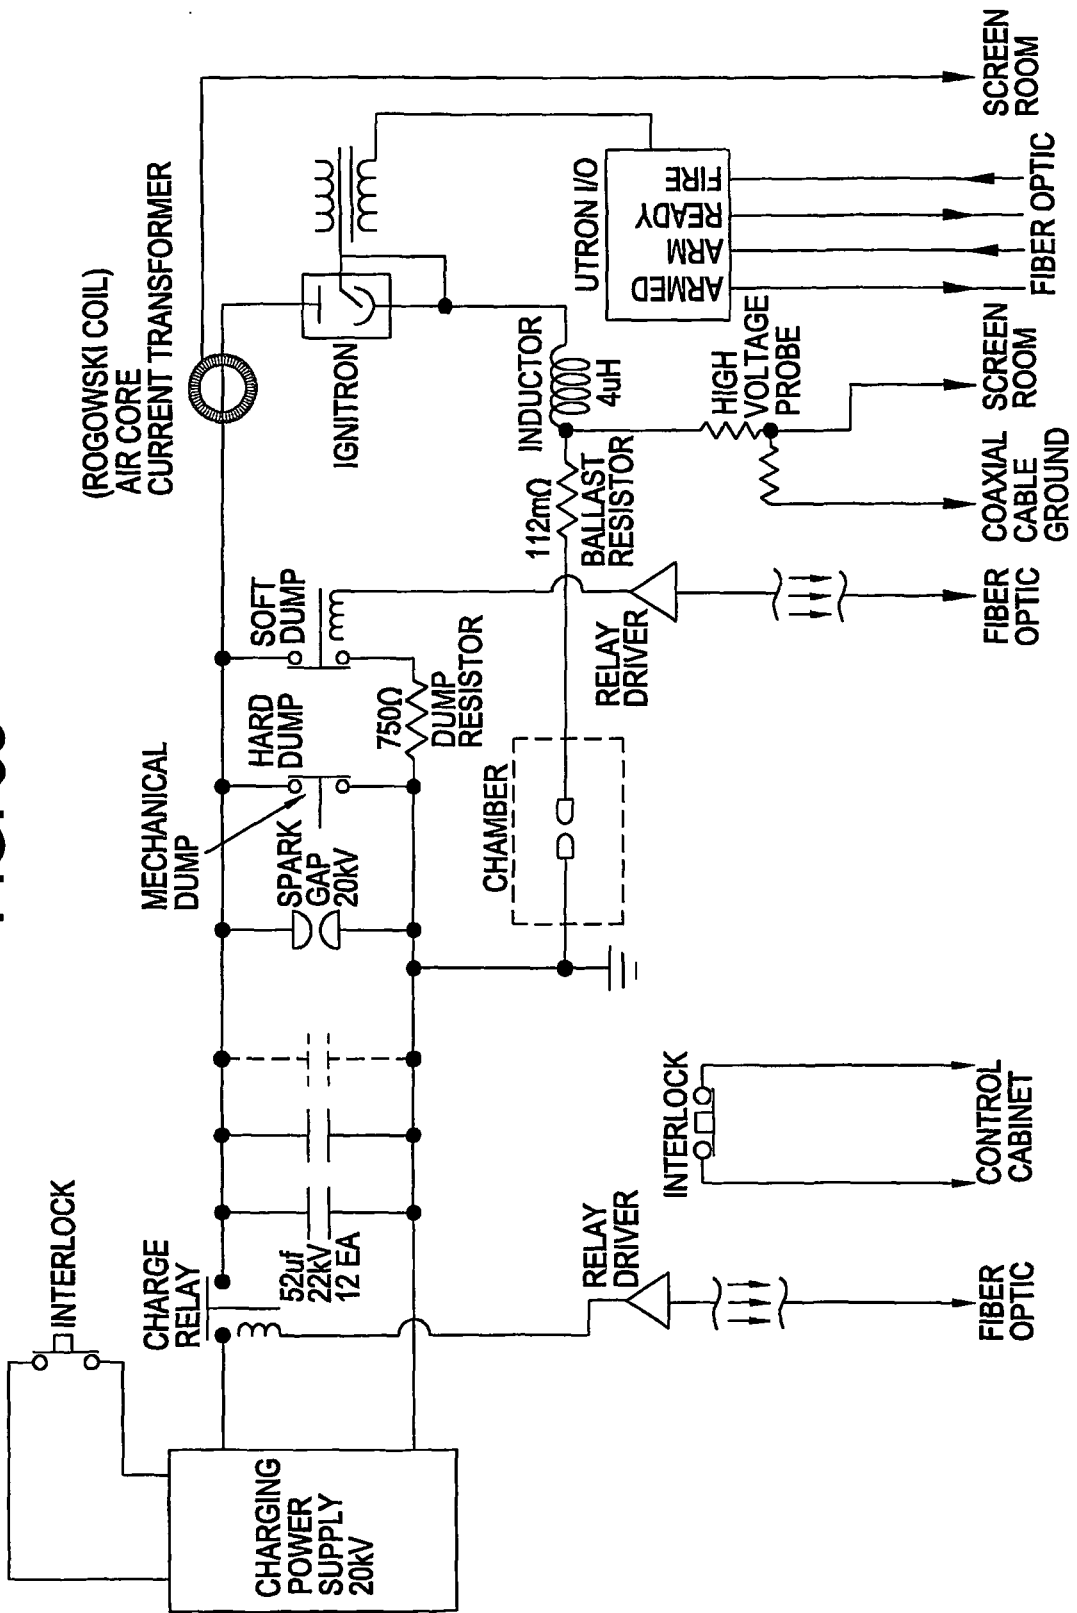 (ROGOWSKI COIL)
AIR CORE
CURRENT TRANSFORMER
INTERLOCK
CHARGE
RELAY
MECHANICAL
DUMP
HARD
DUMP
SOFT
DUMP
IGNITRON
CHARGING
POWER
SUPPLY
20kV
52uf
22kV
12 EA
SPARK
GAP
20kV
750Ω
DUMP
RESISTOR
CHAMBER
112mΩ
BALLAST
RESISTOR
INDUCTOR
4uH
UTRON I/O
ARMED
ARM
READY
FIRE
HIGH
VOLTAGE
PROBE
RELAY
DRIVER
INTERLOCK
RELAY
DRIVER
FIBER
OPTIC
CONTROL
CABINET
FIBER
OPTIC
COAXIAL
CABLE
GROUND
SCREEN
ROOM
FIBER OPTIC
SCREEN
ROOM